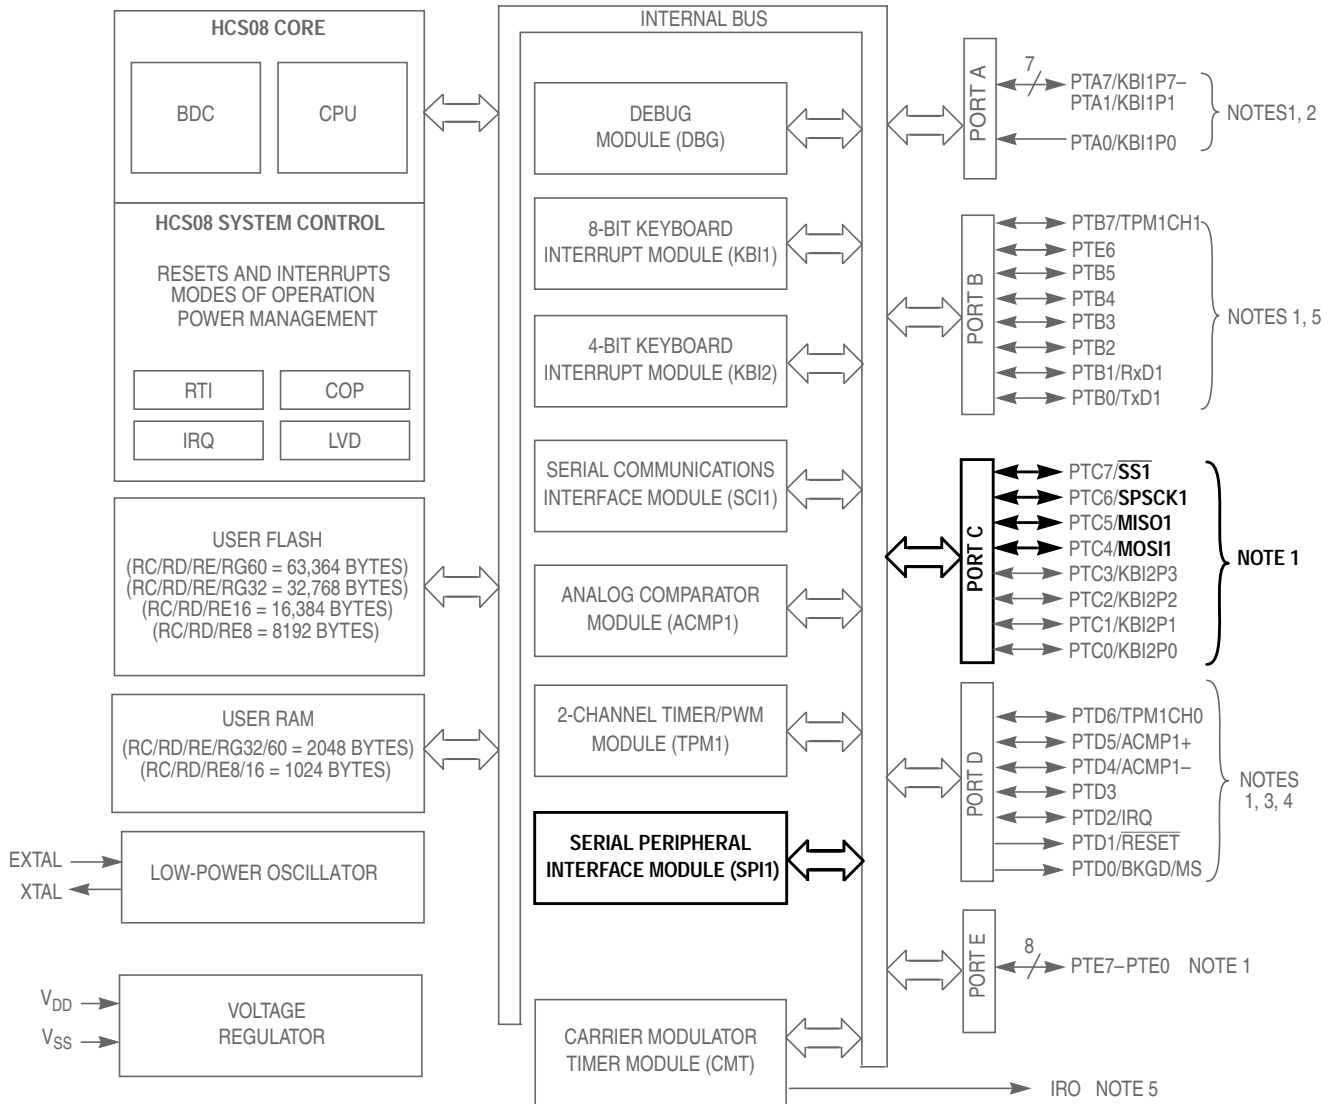 HCS08 CORE
BDC
CPU
HCS08 SYSTEM CONTROL
RESETS AND INTERRUPTS
MODES OF OPERATION
POWER MANAGEMENT
RTI
COP
IRQ
LVD
USER FLASH
(RC/RD/RE/RG60 = 63,364 BYTES)
(RC/RD/RE/RG32 = 32,768 BYTES)
(RC/RD/RE16 = 16,384 BYTES)
(RC/RD/RE8 = 8192 BYTES)
USER RAM
(RC/RD/RE/RG32/60 = 2048 BYTES)
(RC/RD/RE8/16 = 1024 BYTES)
EXTAL
XTAL
LOW-POWER OSCILLATOR
VDD
VSS
VOLTAGE
REGULATOR
INTERNAL BUS
DEBUG
MODULE (DBG)
8-BIT KEYBOARD
INTERRUPT MODULE (KBI1)
4-BIT KEYBOARD
INTERRUPT MODULE (KBI2)
SERIAL COMMUNICATIONS
INTERFACE MODULE (SCI1)
ANALOG COMPARATOR
MODULE (ACMP1)
2-CHANNEL TIMER/PWM
MODULE (TPM1)
SERIAL PERIPHERAL
INTERFACE MODULE (SPI1)
CARRIER MODULATOR
TIMER MODULE (CMT)
PORT A
7
PTA7/KBI1P7–
PTA1/KBI1P1
PTA0/KBI1P0
NOTES1, 2
PORT B
PTB7/TPM1CH1
PTE6
PTB5
PTB4
PTB3
PTB2
PTB1/RxD1
PTB0/TxD1
NOTES 1, 5
PORT C
PTC7/SS1
PTC6/SPSCK1
PTC5/MISO1
PTC4/MOSI1
PTC3/KBI2P3
PTC2/KBI2P2
PTC1/KBI2P1
PTC0/KBI2P0
NOTE 1
PORT D
PTD6/TPM1CH0
PTD5/ACMP1+
PTD4/ACMP1–
PTD3
PTD2/IRQ
PTD1/RESET
PTD0/BKGD/MS
NOTES
1, 3, 4
PORT E
8
PTE7–PTE0 NOTE 1
IRO NOTE 5